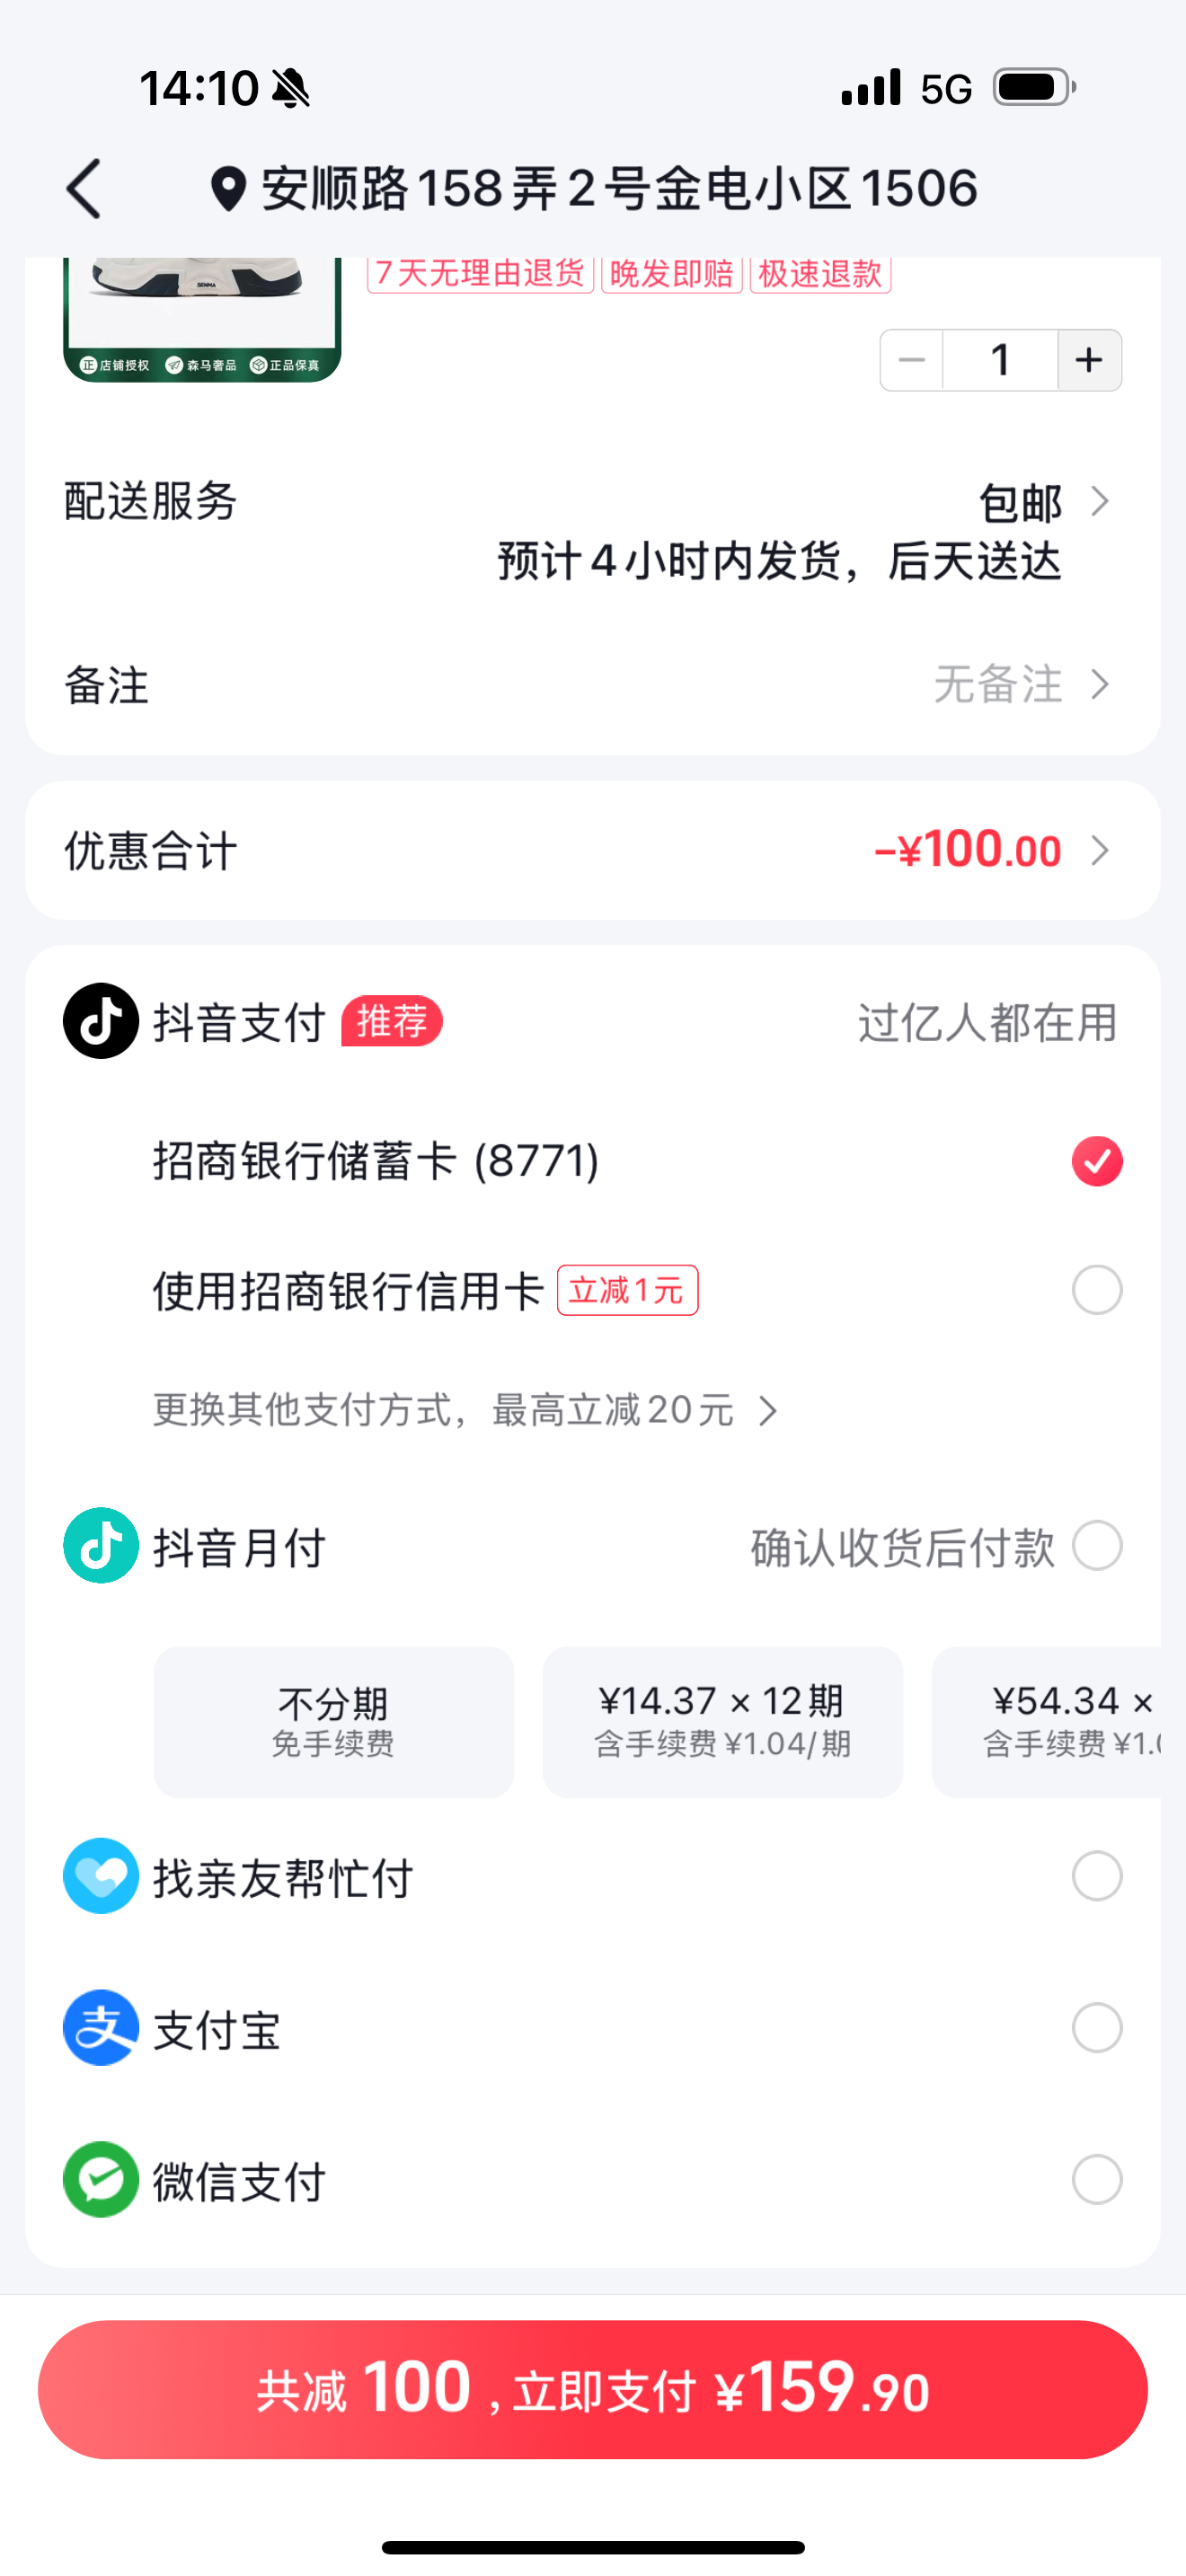 14:10
5G
安顺路158弄2号金电小区1506
7天无理由退货 晚发即赔 极速退款
SENMA
正 店铺授权 森马奢品 正品保真
1
配送服务 包邮
预计4小时内发货，后天送达
备注 无备注
优惠合计 -¥100.00
抖音支付 推荐 过亿人都在用
招商银行储蓄卡 (8771)
使用招商银行信用卡 立减1元
更换其他支付方式，最高立减20元
抖音月付 确认收货后付款
不分期 ¥14.37 × 12期 ¥54.34 ×
免手续费 含手续费¥1.04/期 含手续费¥1.0
找亲友帮忙付
支 支付宝
微信支付
共减 100 , 立即支付 ¥159.90